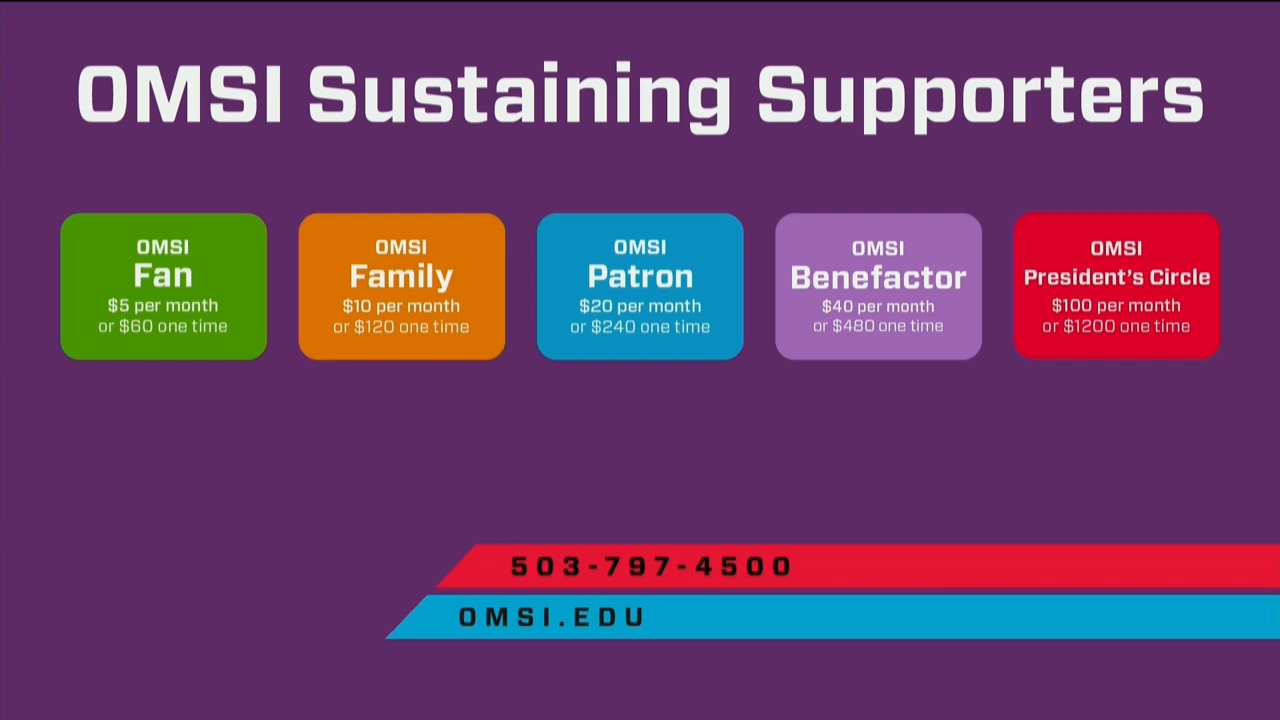 OMSI Sustaining Supporters
OMSI
Fan
$5 per month
or $60 one time
OMSI
Family
$10 per month
or $120 one time
OMSI
Patron
$20 per month
or $240 one time
OMSI
Benefactor
$40 per month
or $480 one time
OMSI
President's Circle
$100 per month
or $1200 one time
503-797-4500
OMSI.EDU